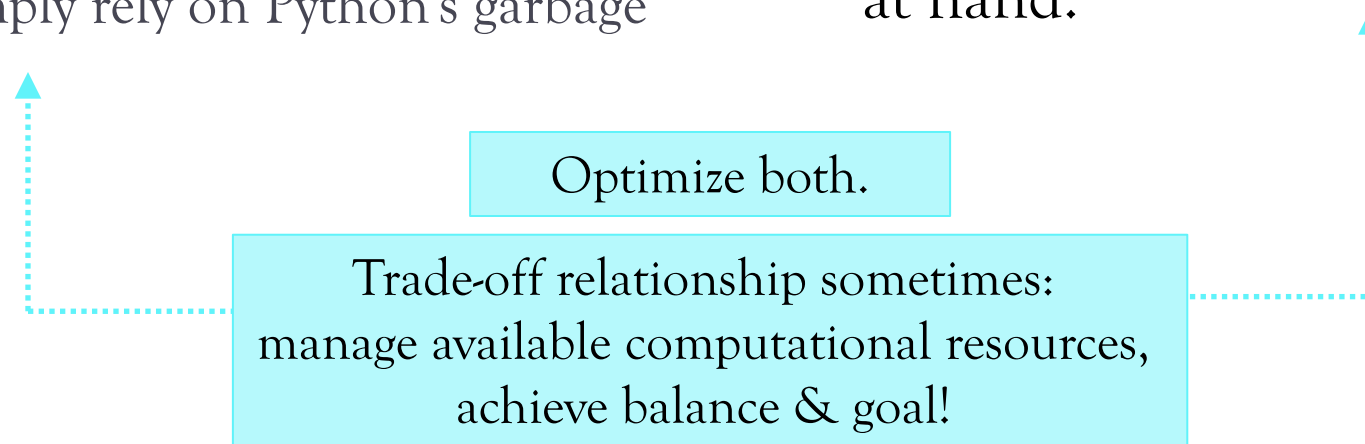 rely on Python's garbage
at hand.
Optimize both.
Trade-off relationship sometimes:
manage available computational resources,
achieve balance & goal!